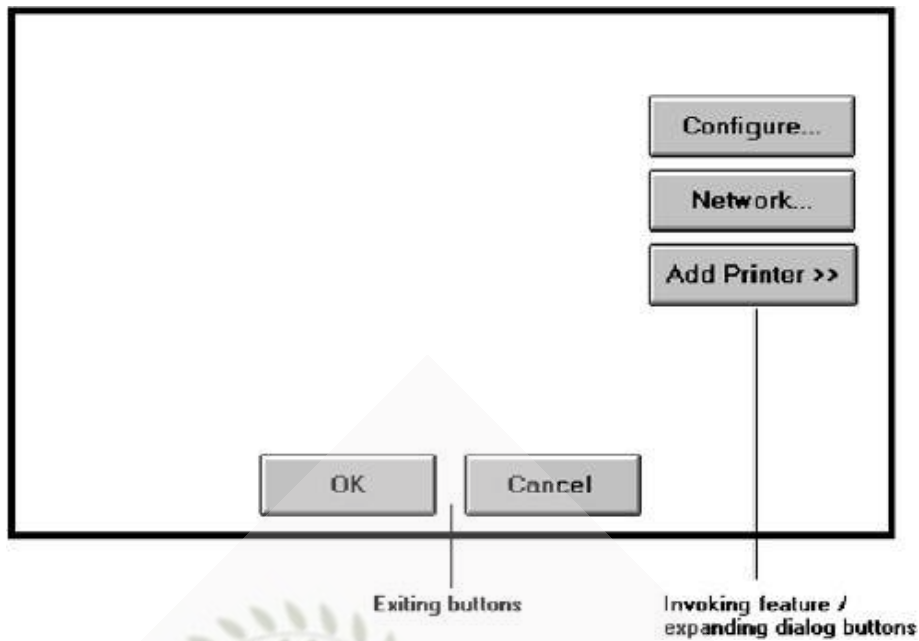 Configure...
Network...
Add Printer >>
OK
Cancel
Exiting buttons
Invoking feature /
expanding dialog buttons